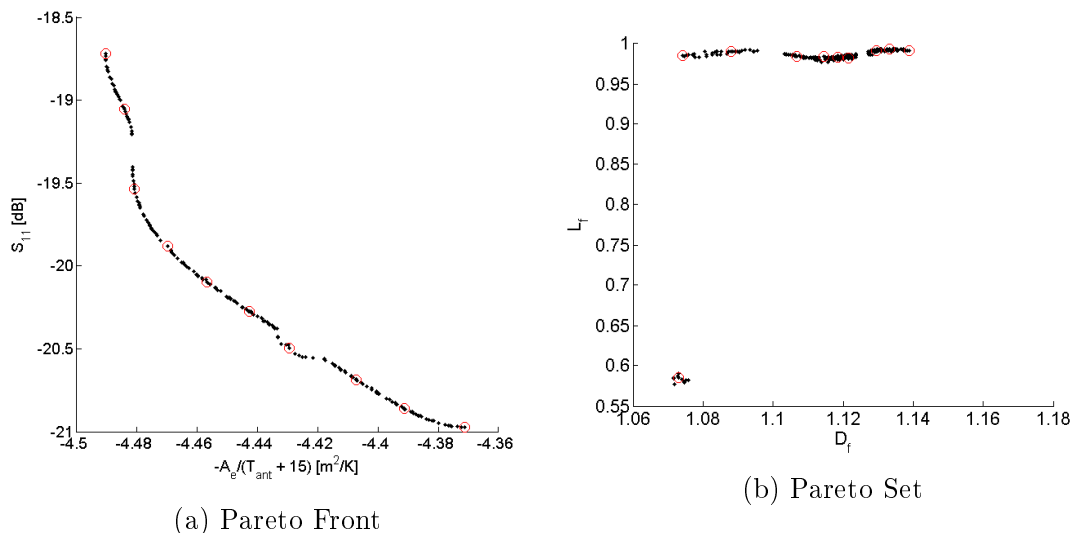 -18.5
-19
-19.5
-20
-20.5
-21
S11 [dB]
-4.5 -4.48 -4.46 -4.44 -4.42 -4.4 -4.38 -4.36
-Ae/(Tant + 15) [m²/K]
(a) Pareto Front
1
0.95
0.9
0.85
0.8
0.75
0.7
0.65
0.6
0.55
Lf
1.06 1.08 1.1 1.12 1.14 1.16 1.18
Df
(b) Pareto Set